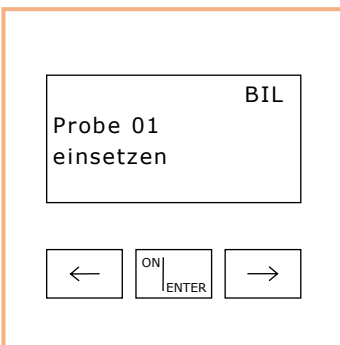 BIL
Probe 01
einsetzen
← ON ENTER →